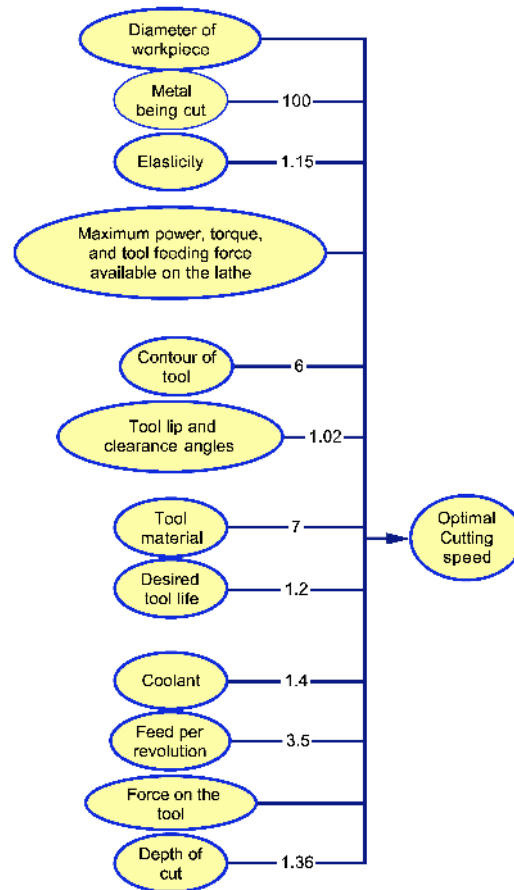 Diameter of
workpiece
Metal
being cut
100
Elasticity
1.15
Maximum power, torque,
and tool feeding force
available on the lathe
Contour of
tool
6
Tool lip and
clearance angles
1.02
Tool
material
7
Optimal
Cutting
speed
Desired
tool life
1.2
Coolant
1.4
Feed per
revolution
3.5
Force on the
tool
Depth of
cut
1.36